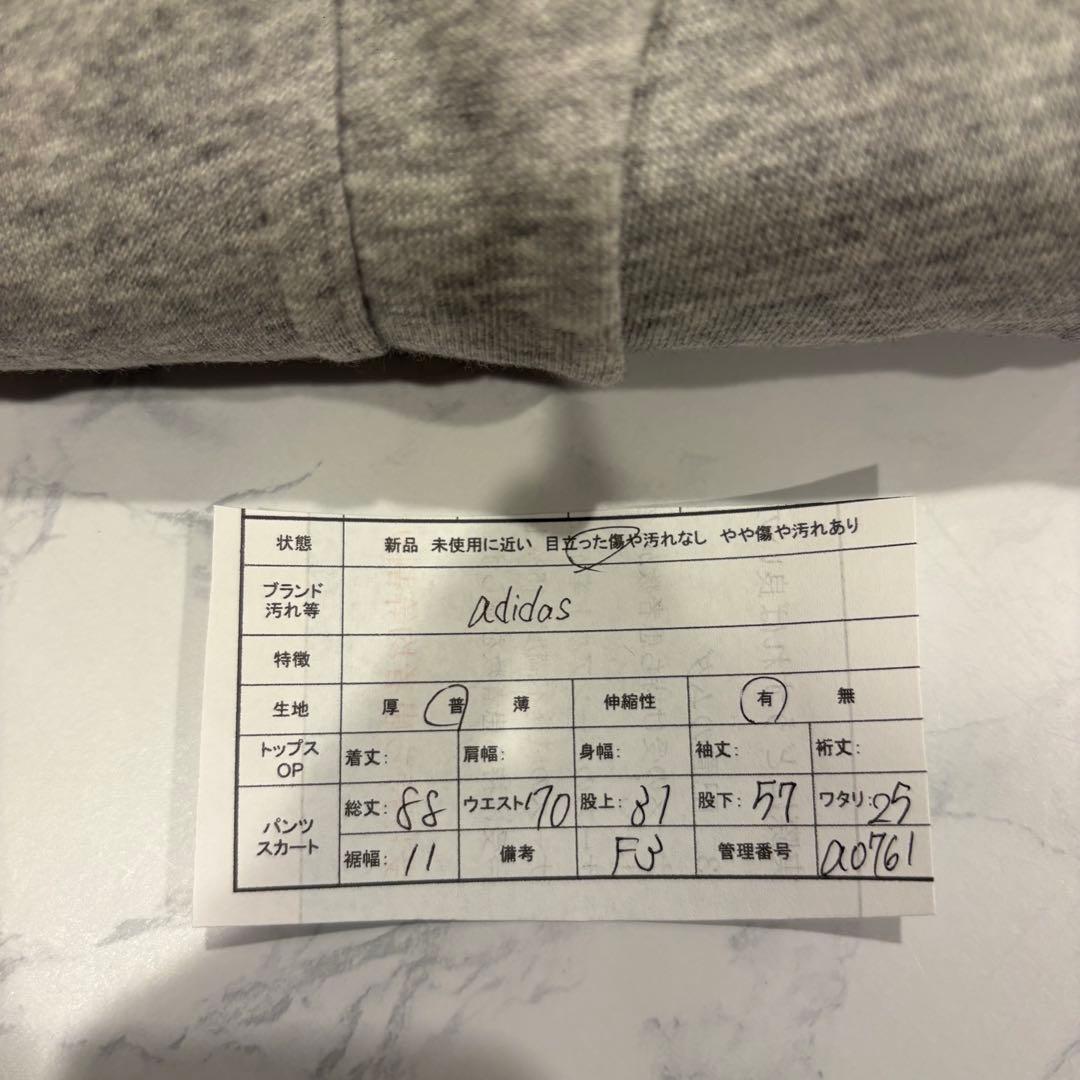 状態 新品 未使用に近い 目立った傷や汚れなし やや傷や汚れあり
ブランド
汚れ等 adidas
特徴
生地 厚 普 薄 伸縮性 有 無
トップス
OP 着丈: 肩幅: 身幅: 袖丈: 裄丈:
パンツ
スカート 総丈: 88 ウエスト: 70 股上: 31 股下: 57 ワタリ: 25
裾幅: 11 備考 F3 管理番号 a0761